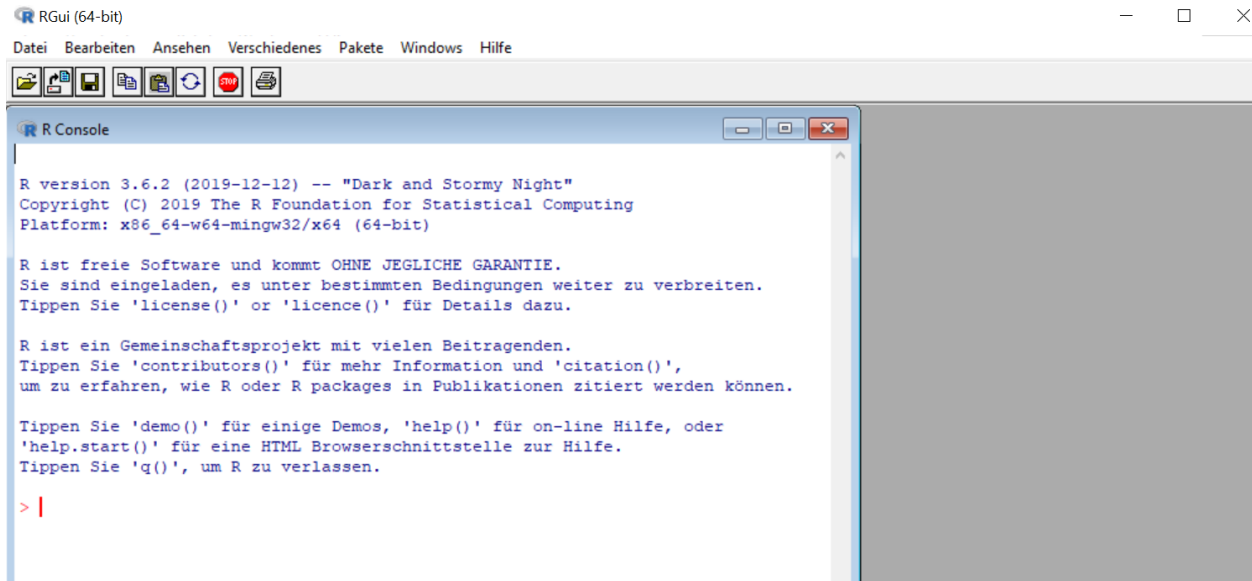 RGui (64-bit)
Datei Bearbeiten Ansehen Verschiedenes Pakete Windows Hilfe
STOP
R Console
R version 3.6.2 (2019-12-12) -- "Dark and Stormy Night"
Copyright (C) 2019 The R Foundation for Statistical Computing
Platform: x86_64-w64-mingw32/x64 (64-bit)
R ist freie Software und kommt OHNE JEGLICHE GARANTIE.
Sie sind eingeladen, es unter bestimmten Bedingungen weiter zu verbreiten.
Tippen Sie 'license()' or 'licence()' für Details dazu.
R ist ein Gemeinschaftsprojekt mit vielen Beitragenden.
Tippen Sie 'contributors()' für mehr Information und 'citation()',
um zu erfahren, wie R oder R packages in Publikationen zitiert werden können.
Tippen Sie 'demo()' für einige Demos, 'help()' für on-line Hilfe, oder
'help.start()' für eine HTML Browserschnittstelle zur Hilfe.
Tippen Sie 'q()', um R zu verlassen.
>